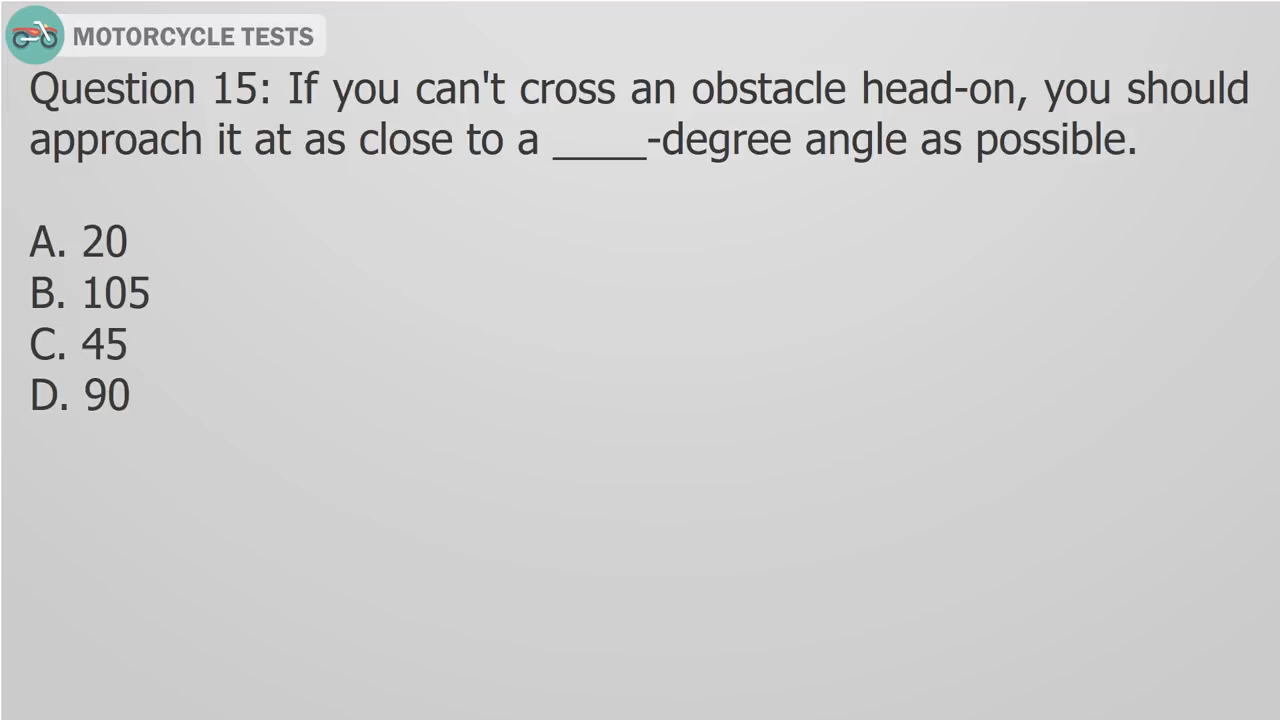 MOTORCYCLE TESTS
Question 15: If you can't cross an obstacle head-on, you should
approach it at as close to a ____-degree angle as possible.
A. 20
B. 105
C. 45
D. 90